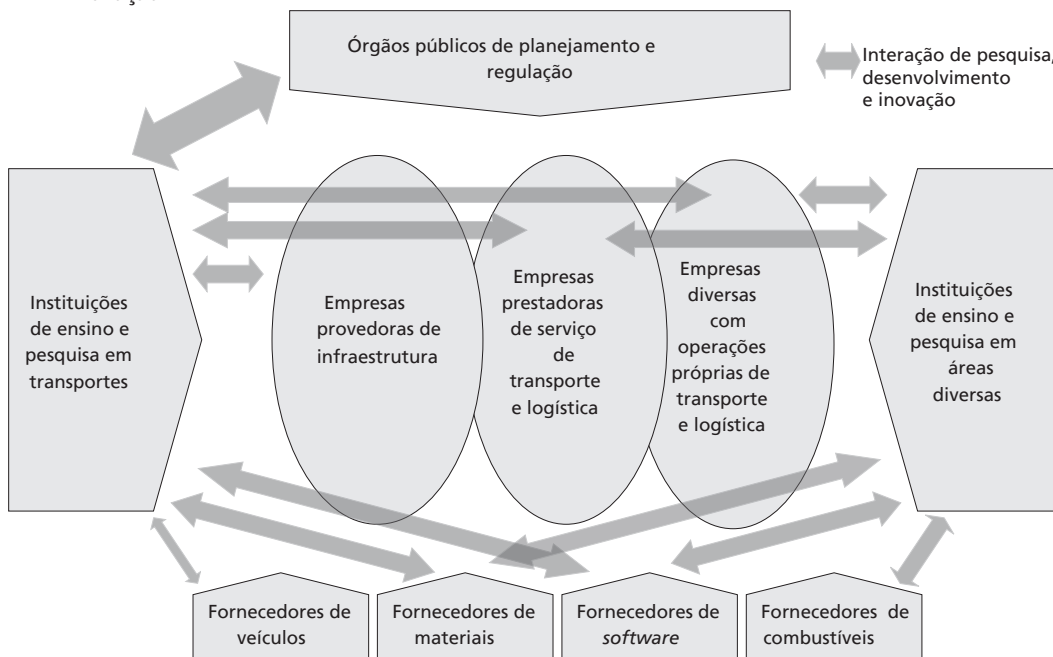 Órgãos públicos de planejamento e
regulação
Interação de pesquisa,
desenvolvimento
e inovação
Instituições
de ensino e
pesquisa em
transportes
Empresas
provedoras de
infraestrutura
Empresas
prestadoras
de serviço
de
transporte
e logística
Empresas
diversas
com
operações
próprias de
transporte
e logística
Instituições
de ensino e
pesquisa em
áreas
diversas
Fornecedores de
veículos
Fornecedores de
materiais
Fornecedores de
software
Fornecedores de
combustíveis